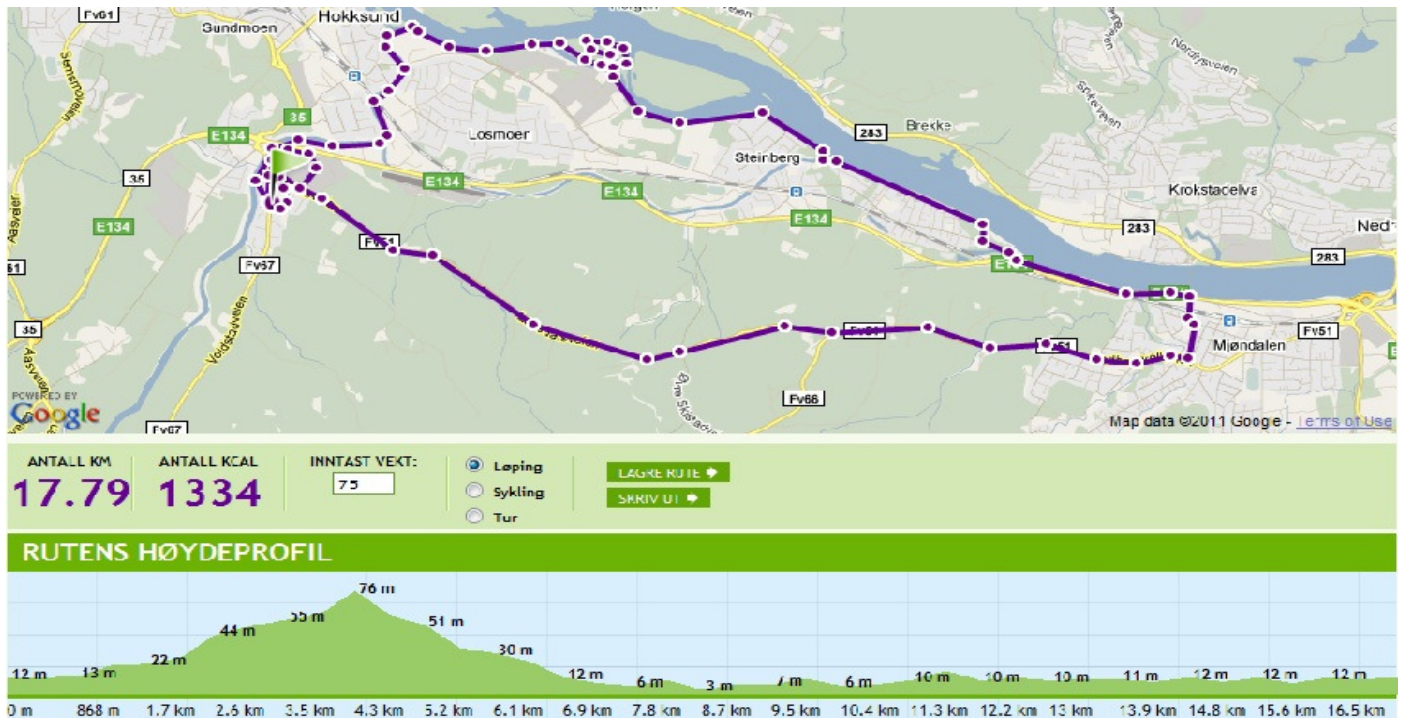 Fv61
Hokksund
Sundmoen
35
E134
Losmoer
283
Brekke
Steinberg
35
E134
E134
Krokstadelva
E134
E134
283
Nedr
Fv67
283
51
35
Fv51
Mjøndalen
Fv66
POWERED BY
Google
Fv67
Map data ©2011 Google - Terms of Use
ANTALL KM
ANTALL KCAL
INNTAST VEKT:
17.79
1334
75
Løping
Sykling
Tur
LAGRE RUTE
SKRIV UT
RUTENS HØYDEPROFIL
76 m
55 m
51 m
44 m
30 m
22 m
12 m
13 m
12 m
6 m
3 m
7 m
6 m
10 m
10 m
10 m
11 m
12 m
12 m
12 m
0 m
868 m
1.7 km
2.6 km
3.5 km
4.3 km
5.2 km
6.1 km
6.9 km
7.8 km
8.7 km
9.5 km
10.4 km
11.3 km
12.2 km
13 km
13.9 km
14.8 km
15.6 km
16.5 km